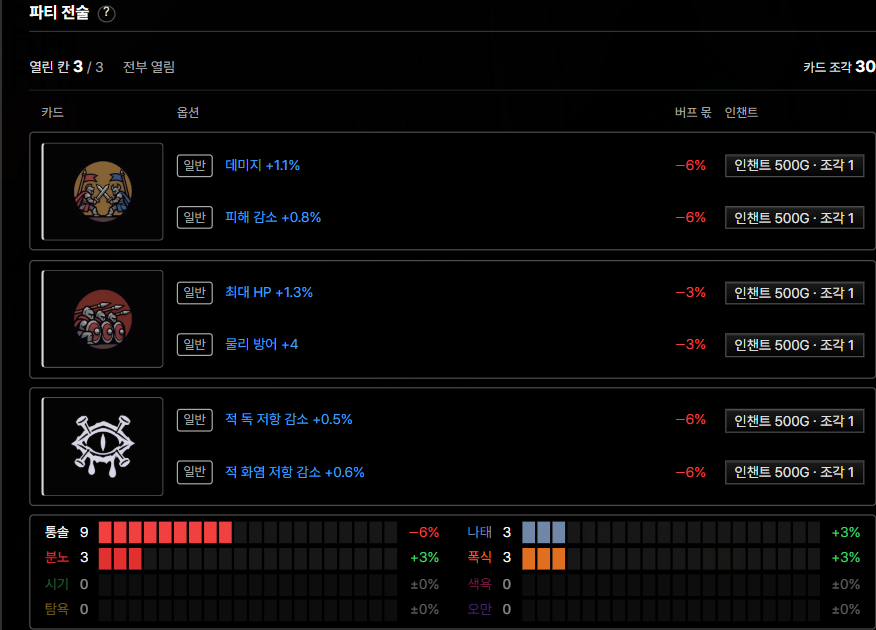 파티 전술 ?
열린 칸 3 / 3 전부 열림 카드 조각 30
카드 옵션 버프 몫 인챈트
일반 데미지 +1.1% −6% 인챈트 500G · 조각 1
일반 피해 감소 +0.8% −6% 인챈트 500G · 조각 1
일반 최대 HP +1.3% −3% 인챈트 500G · 조각 1
일반 물리 방어 +4 −3% 인챈트 500G · 조각 1
일반 적 독 저항 감소 +0.5% −6% 인챈트 500G · 조각 1
일반 적 화염 저항 감소 +0.6% −6% 인챈트 500G · 조각 1
통솔 9 −6% 나태 3 +3%
분노 3 +3% 폭식 3 +3%
시기 0 ±0% 색욕 0 ±0%
탐욕 0 ±0% 오만 0 ±0%